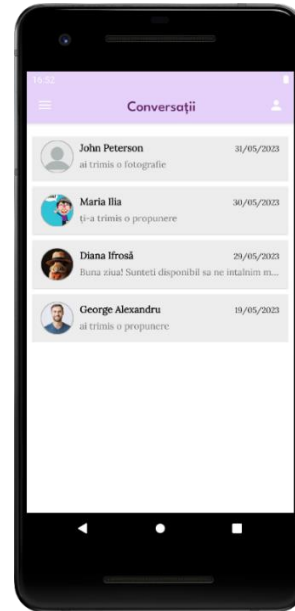 16:52
Conversații
John Peterson 31/05/2023
ai trimis o fotografie
Maria Ilia 30/05/2023
ți-a trimis o propunere
Diana Ifrosă 29/05/2023
Buna ziua! Sunteti disponibil sa ne intalnim m...
George Alexandru 19/05/2023
ai trimis o propunere